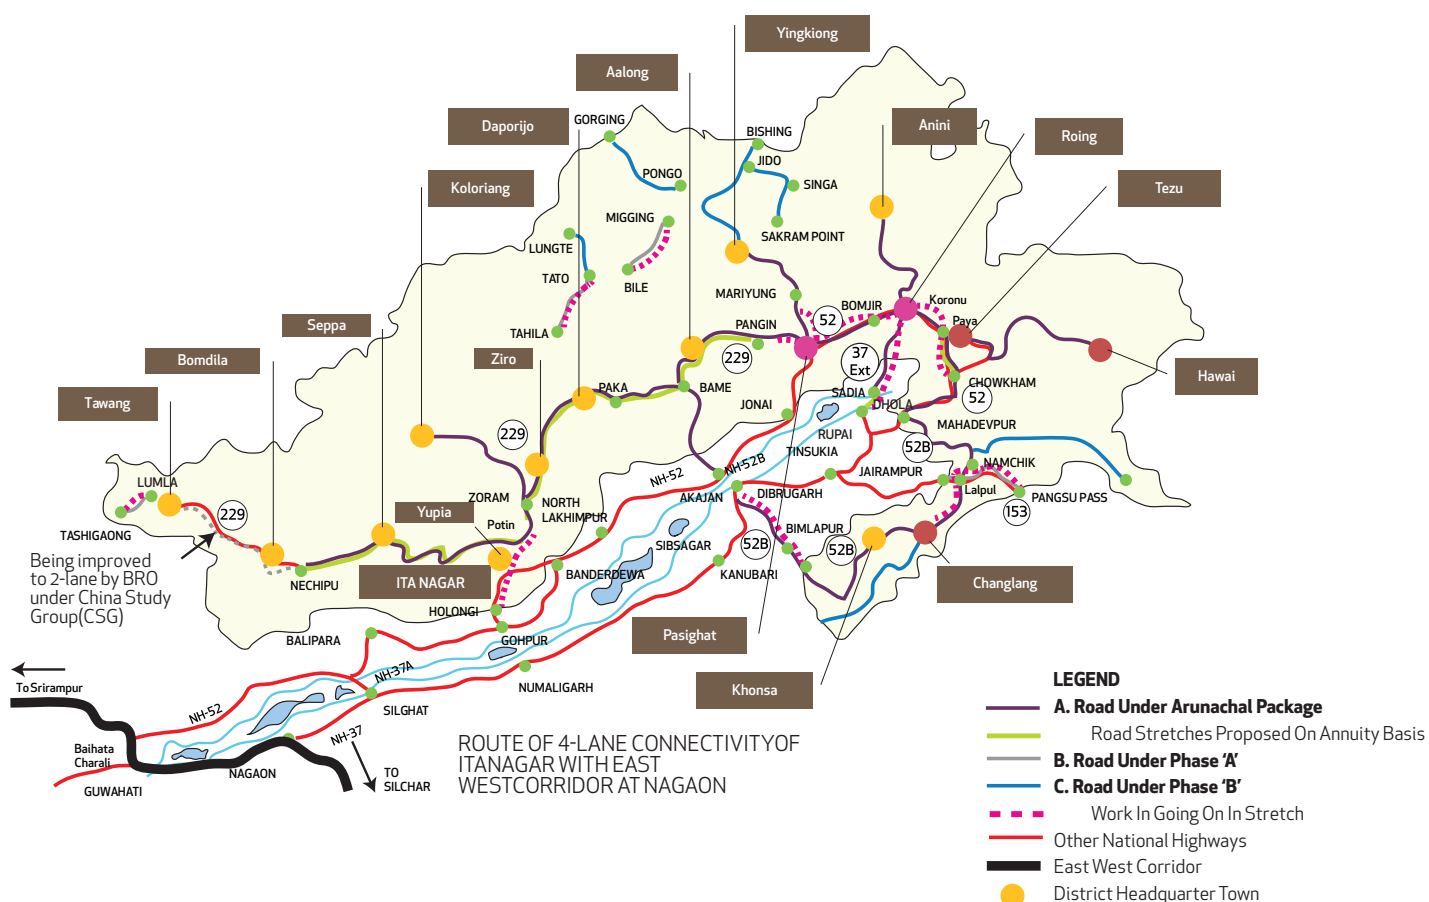 Yingkiong
Aalong
Daporijo
GORGING
BISHING
Anini
Roing
JIDO
PONGO
SINGA
Koloriang
Tezu
MIGGING
SAKRAM POINT
LUNGTE
TATO
BILE
MARIYUNG
BOMJIR
Koronu
52
Paya
Seppa
TAHILA
PANGIN
229
37
Ext
Bomdila
Ziro
Hawai
Tawang
PAKA
BAME
SADIA
CHOWKHAM
52
JONAI
DHOLA
MAHADEVPUR
229
RUPAI
52B
TINSUKIA
NAMCHIK
NH-52B
NH-52
JAIRAMPUR
LUMLA
ZORAM
NORTH
LAKHIMPUR
AKAJAN
DIBRUGARH
Lalpul
PANGSU PASS
229
Yupia
Potin
153
TASHIGAONG
BIMLAPUR
SIBSAGAR
52B
52B
Being improved
to 2-lane by BRO
under China Study
Group(CSG)
NECHIPU
ITA NAGAR
BANDERDEWA
KANUBARI
Changlang
HOLONGI
BALIPARA
GOHPUR
Pasighat
NH-37A
To Srirampur
NUMALIGARH
Khonsa
NH-52
SILGHAT
NH-37
Baihata
Charali
NAGAON
GUWAHATI
TO
SILCHAR
ROUTE OF 4-LANE CONNECTIVITYOF
ITANAGAR WITH EAST
WESTCORRIDOR AT NAGAON
LEGEND
A. Road Under Arunachal Package
Road Stretches Proposed On Annuity Basis
B. Road Under Phase ‘A’
C. Road Under Phase ‘B’
Work In Going On In Stretch
Other National Highways
East West Corridor
District Headquarter Town